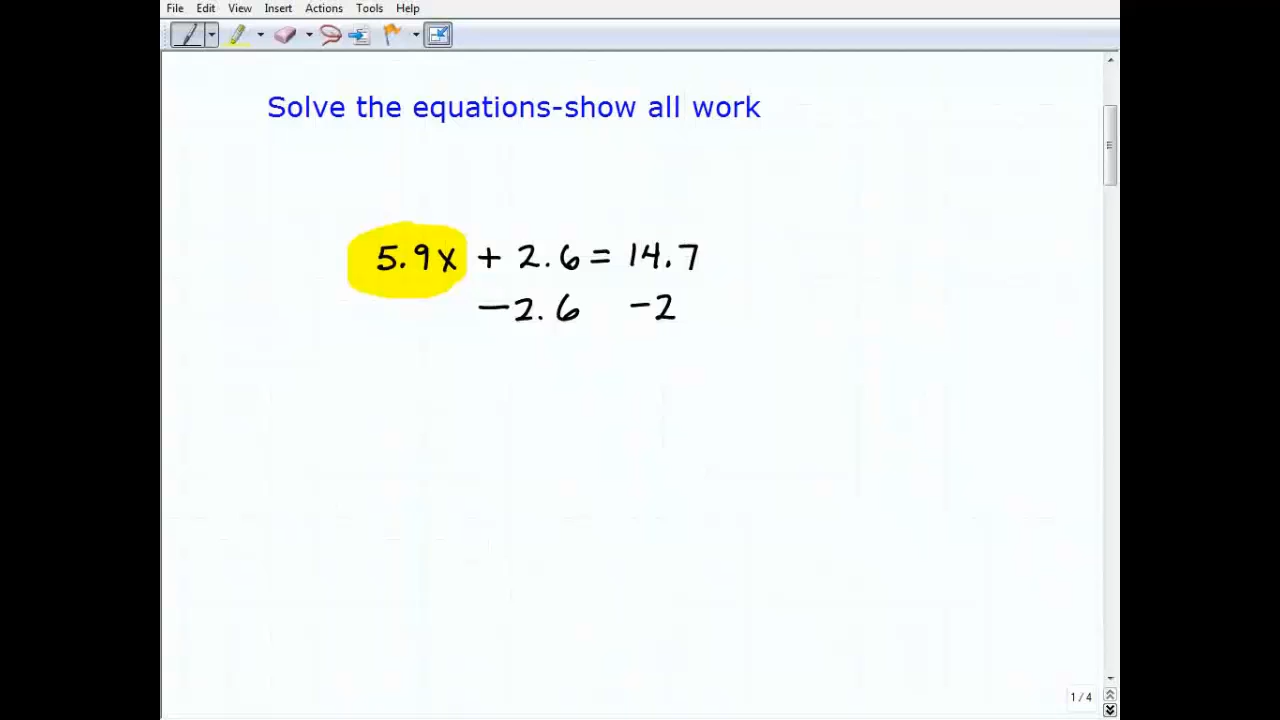 File Edit View Insert Actions Tools Help
Solve the equations-show all work
5.9x + 2.6 = 14.7
-2.6 -2
1 / 4